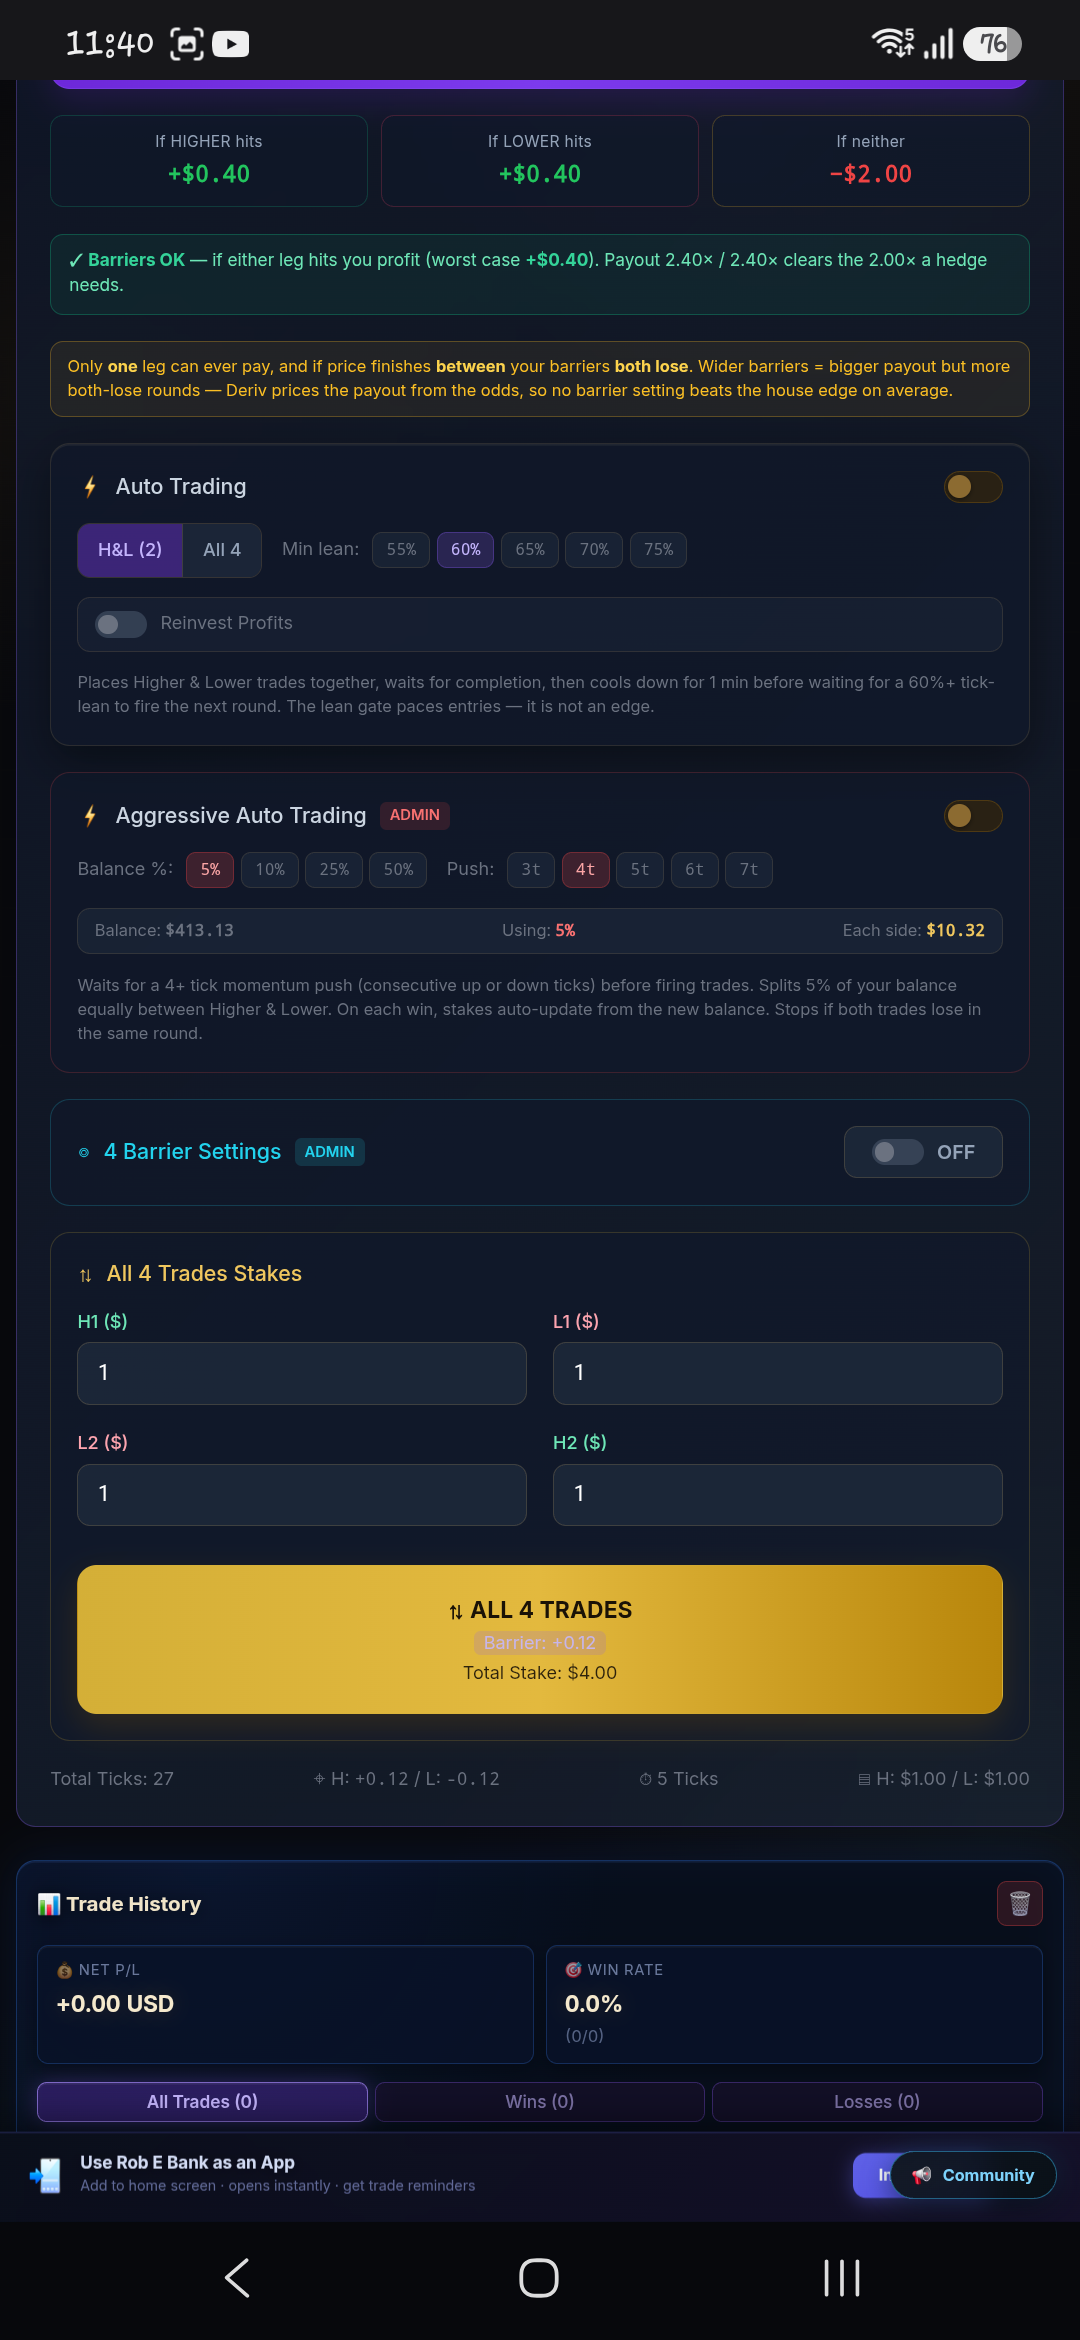 11:40
5
76
If HIGHER hits
+$0.40
If LOWER hits
+$0.40
If neither
−$2.00
✓ Barriers OK — if either leg hits you profit (worst case +$0.40). Payout 2.40× / 2.40× clears the 2.00× a hedge
needs.
Only one leg can ever pay, and if price finishes between your barriers both lose. Wider barriers = bigger payout but more
both-lose rounds — Deriv prices the payout from the odds, so no barrier setting beats the house edge on average.
⚡ Auto Trading
H&L (2) All 4 Min lean: 55% 60% 65% 70% 75%
Reinvest Profits
Places Higher & Lower trades together, waits for completion, then cools down for 1 min before waiting for a 60%+ tick-
lean to fire the next round. The lean gate paces entries — it is not an edge.
⚡ Aggressive Auto Trading ADMIN
Balance %: 5% 10% 25% 50% Push: 3t 4t 5t 6t 7t
Balance: $413.13 Using: 5% Each side: $10.32
Waits for a 4+ tick momentum push (consecutive up or down ticks) before firing trades. Splits 5% of your balance
equally between Higher & Lower. On each win, stakes auto-update from the new balance. Stops if both trades lose in
the same round.
4 Barrier Settings ADMIN OFF
All 4 Trades Stakes
H1 ($) L1 ($)
1 1
L2 ($) H2 ($)
1 1
ALL 4 TRADES
Barrier: +0.12
Total Stake: $4.00
Total Ticks: 27 H: +0.12 / L: -0.12 5 Ticks H: $1.00 / L: $1.00
Trade History
NET P/L
+0.00 USD
WIN RATE
0.0%
(0/0)
All Trades (0) Wins (0) Losses (0)
Use Rob E Bank as an App
Add to home screen · opens instantly · get trade reminders
Community